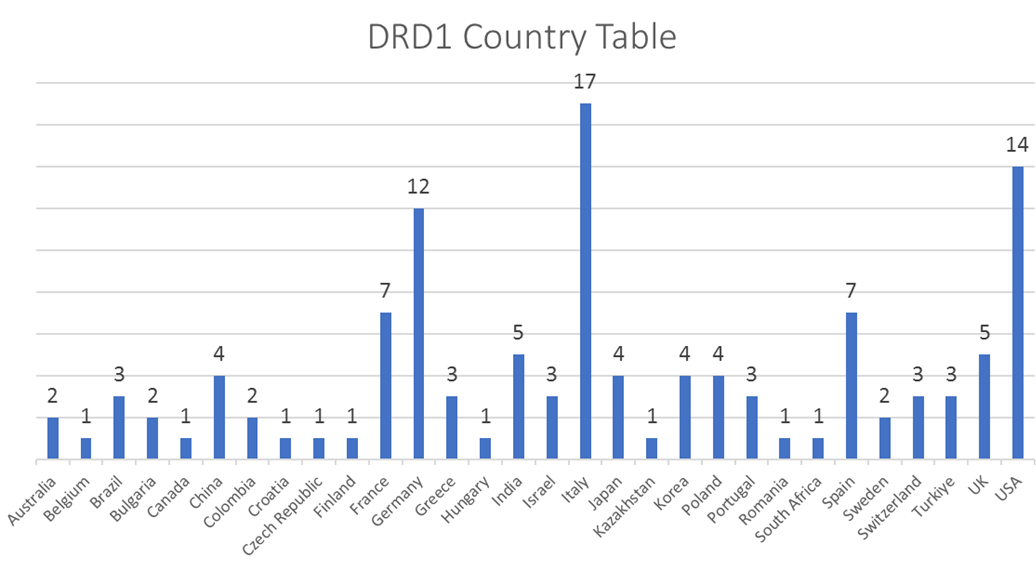 DRD1 Country Table
2
1
3
2
1
4
2
1
1
1
7
12
3
1
5
3
17
4
1
4
4
3
1
1
7
2
3
3
5
14
Australia
Belgium
Brazil
Bulgaria
Canada
China
Colombia
Croatia
Czech Republic
Finland
France
Germany
Greece
Hungary
India
Israel
Italy
Japan
Kazakhstan
Korea
Poland
Portugal
Romania
South Africa
Spain
Sweden
Switzerland
Turkiye
UK
USA